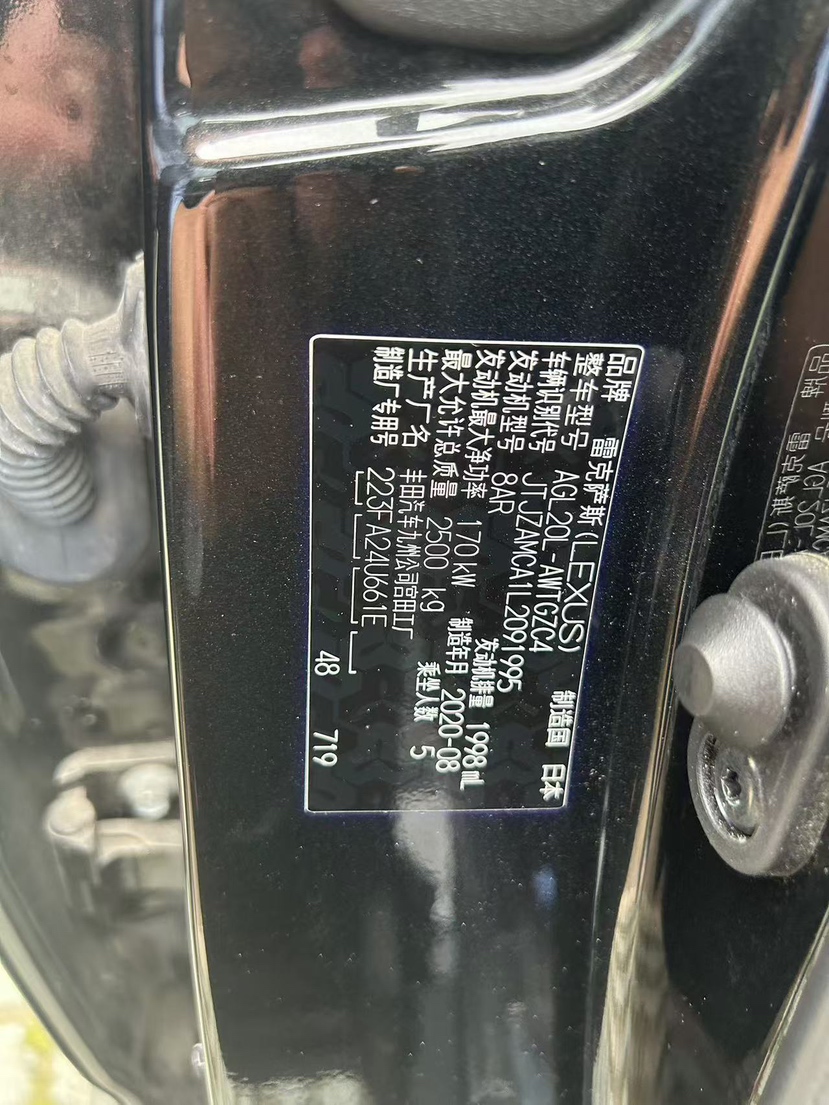 品牌 雷克萨斯(LEXUS) 制造国 日本
整车型号 AGL20L-AWTGZC4
车辆识别代号 JTJZAMCA1L2091995
发动机型号 8AR 发动机排量 1998mL
发动机最大净功率 170kW 制造年月 2020-08
最大允许总质量 2500 kg 乘坐人数 5
生产厂名 丰田汽车九州公司宫田工厂
制造厂专用号 223FA24U661E 48 719